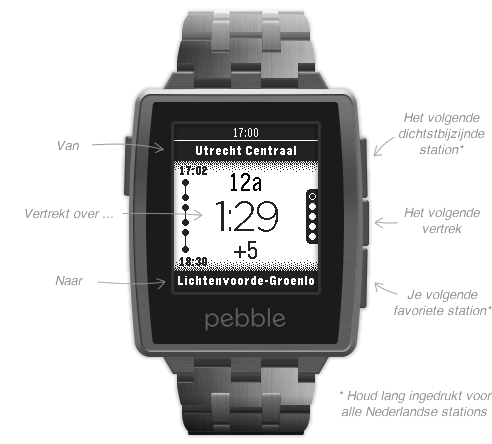 17:00
Utrecht Centraal
17:02
12a
1:29
+5
18:30
Lichtenvoorde-Groenlo
pebble
Van
Vertrekt over ...
Naar
Het volgende
dichtstbijzijnde
station*
Het volgende
vertrek
Je volgende
favoriete station*
* Houd lang ingedrukt voor
alle Nederlandse stations